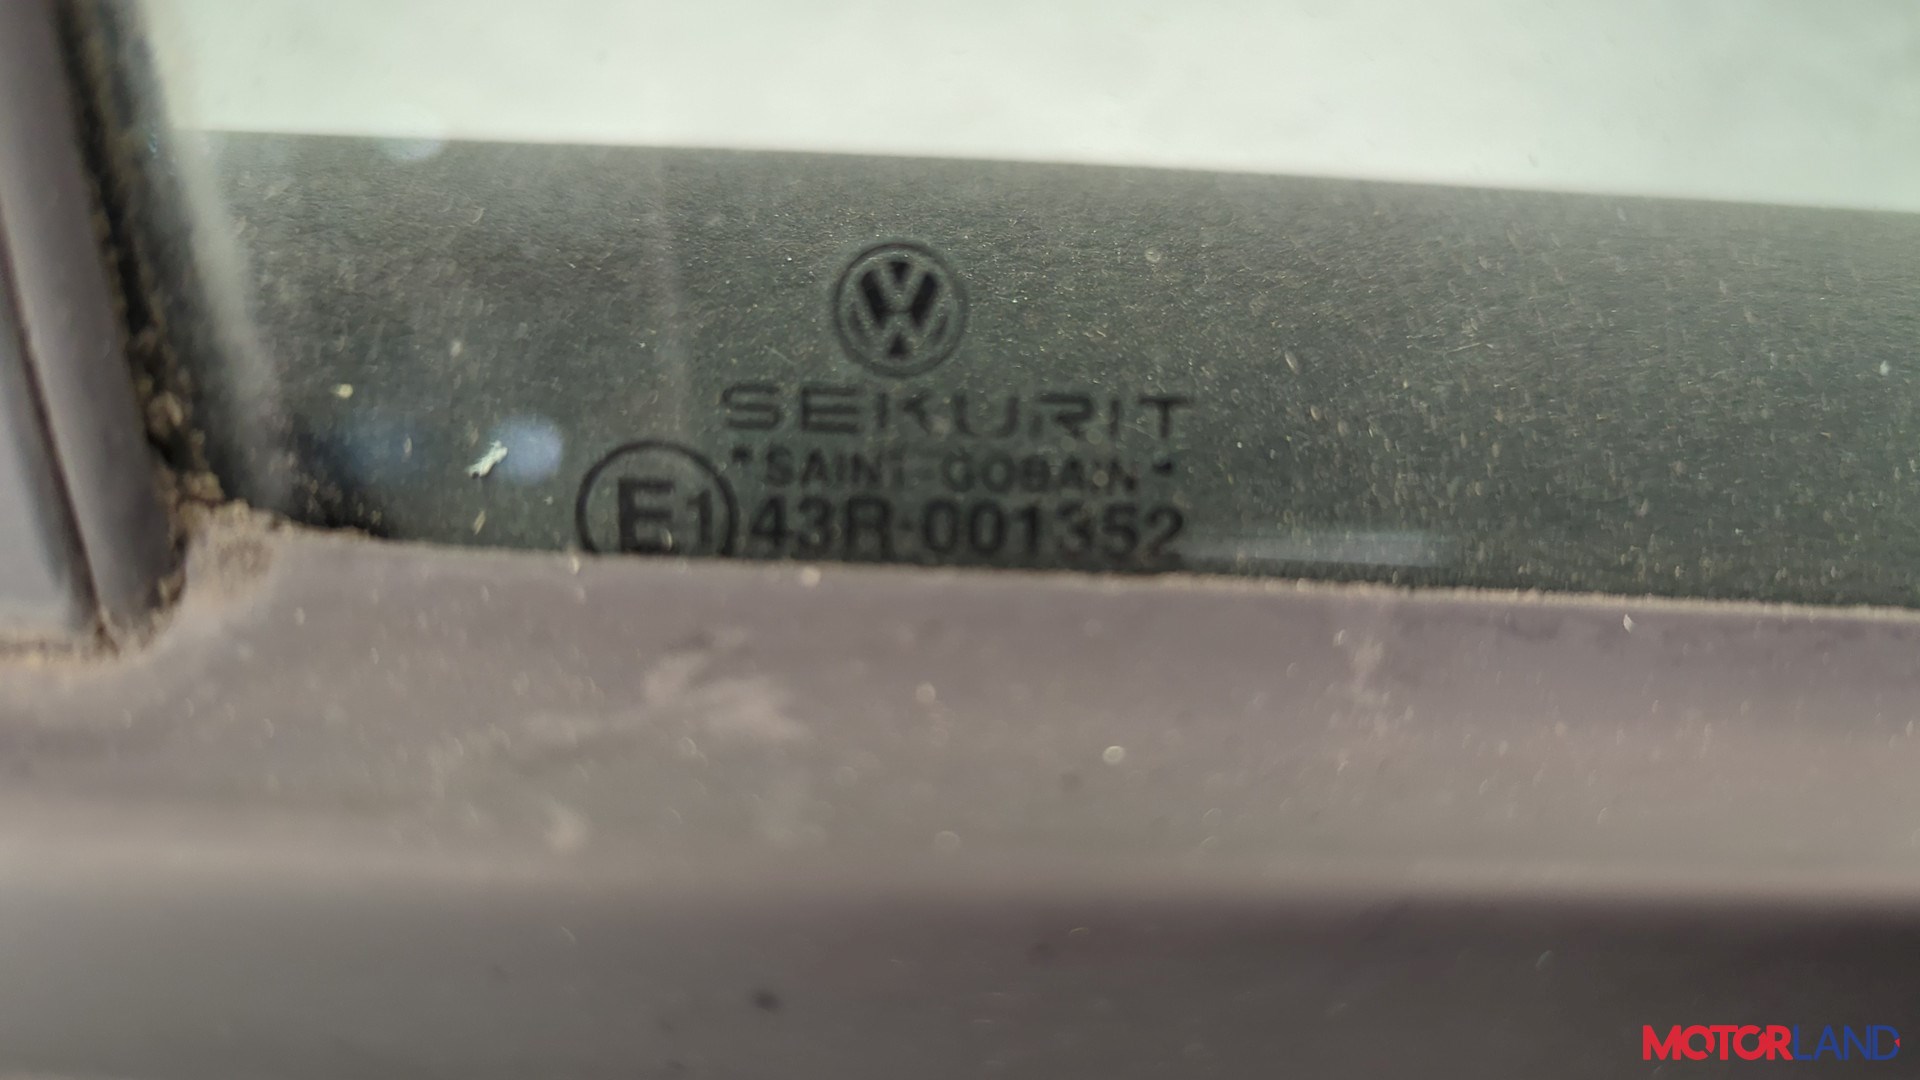 SEKURIT
"SAINT-GOBAIN"
E1 43R-001352
MOTORLAND